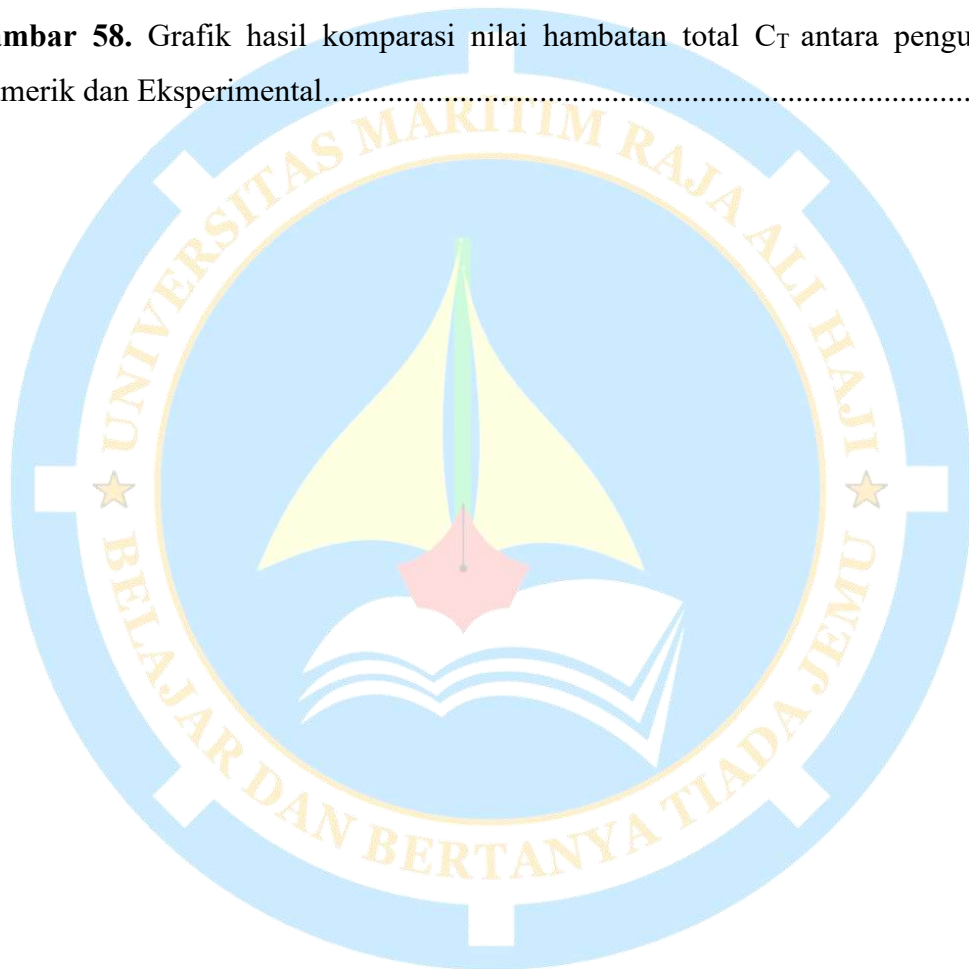 ambar 58. Grafik hasil komparasi nilai hambatan total CT antara pengu
merik dan Eksperimental.......................................................................................
UNIVERSITAS MARITIM RAJA ALI HAJI
BELAJAR DAN BERTANYA TIADA JEMU